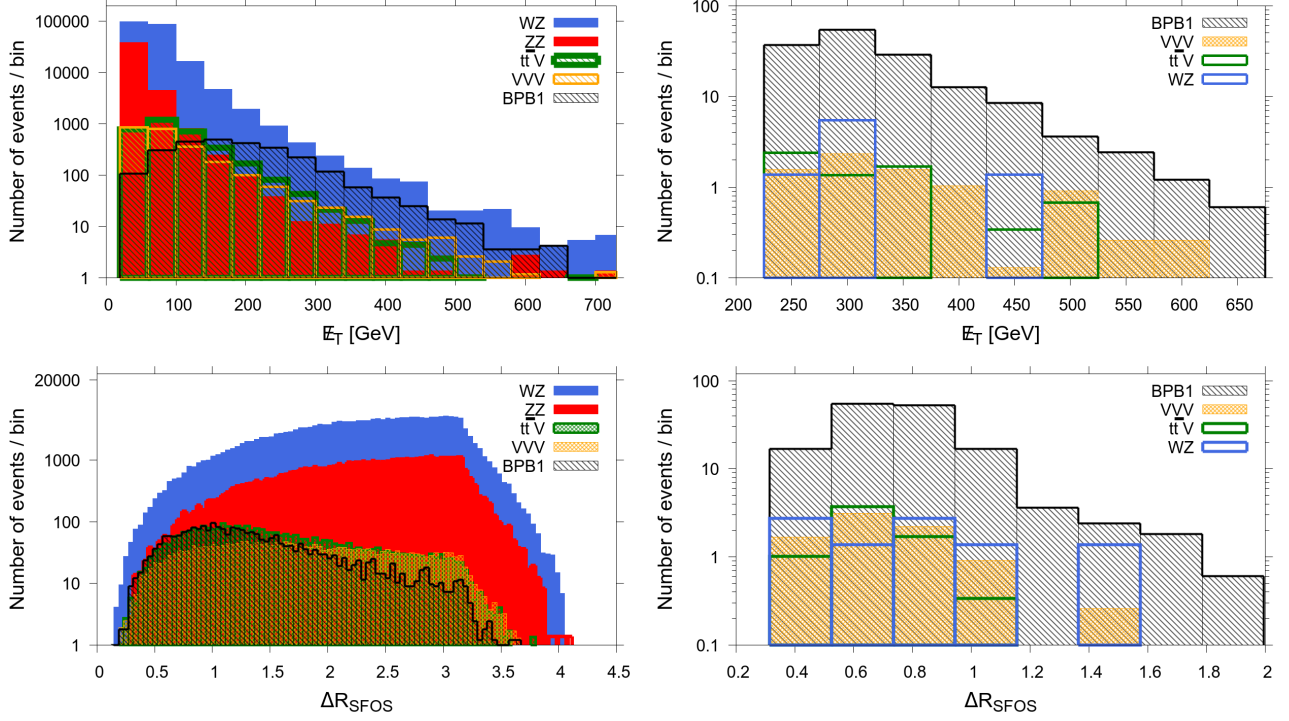 Number of events / bin
100000
10000
1000
100
10
1
WZ
ZZ
tt̅V
VVV
BPB1
0 100 200 300 400 500 600 700
E̸T [GeV]
Number of events / bin
100
10
1
0.1
BPB1
VVV
tt̅V
WZ
200 250 300 350 400 450 500 550 600 650
E̸T [GeV]
Number of events / bin
20000
1000
100
10
1
WZ
ZZ
tt̅V
VVV
BPB1
0 0.5 1 1.5 2 2.5 3 3.5 4 4.5
ΔRSFOS
Number of events / bin
100
10
1
0.1
BPB1
VVV
tt̅V
WZ
0.2 0.4 0.6 0.8 1 1.2 1.4 1.6 1.8 2
ΔRSFOS